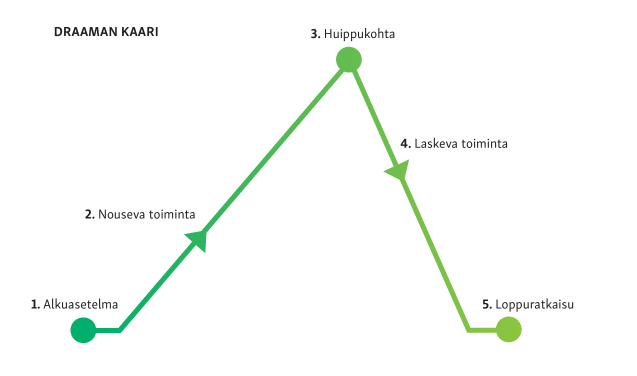 DRAAMAN KAARI
3. Huippukohta
4. Laskeva toiminta
2. Nouseva toiminta
1. Alkuasetelma
5. Loppuratkaisu